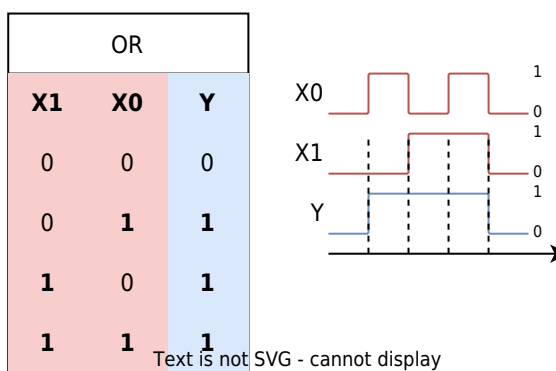 OR
X1 X0 Y
0 0 0
0 1 1
1 0 1
1 1 1
X0 1 0
X1 1 0
Y 1 0
Text is not SVG - cannot display